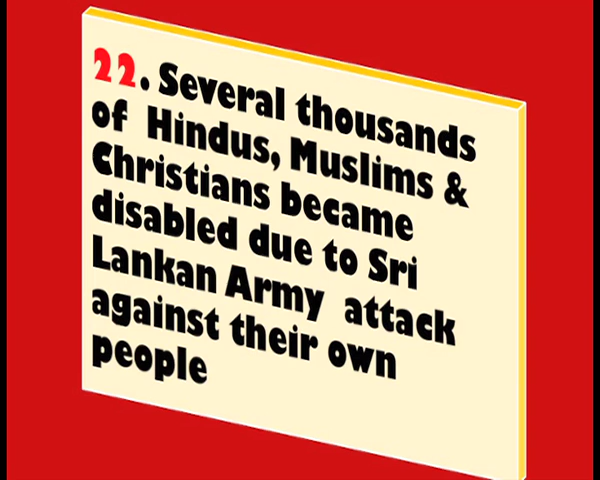 22. Several thousands
of Hindus, Muslims &
Christians became
disabled due to Sri
Lankan Army attack
against their own
people